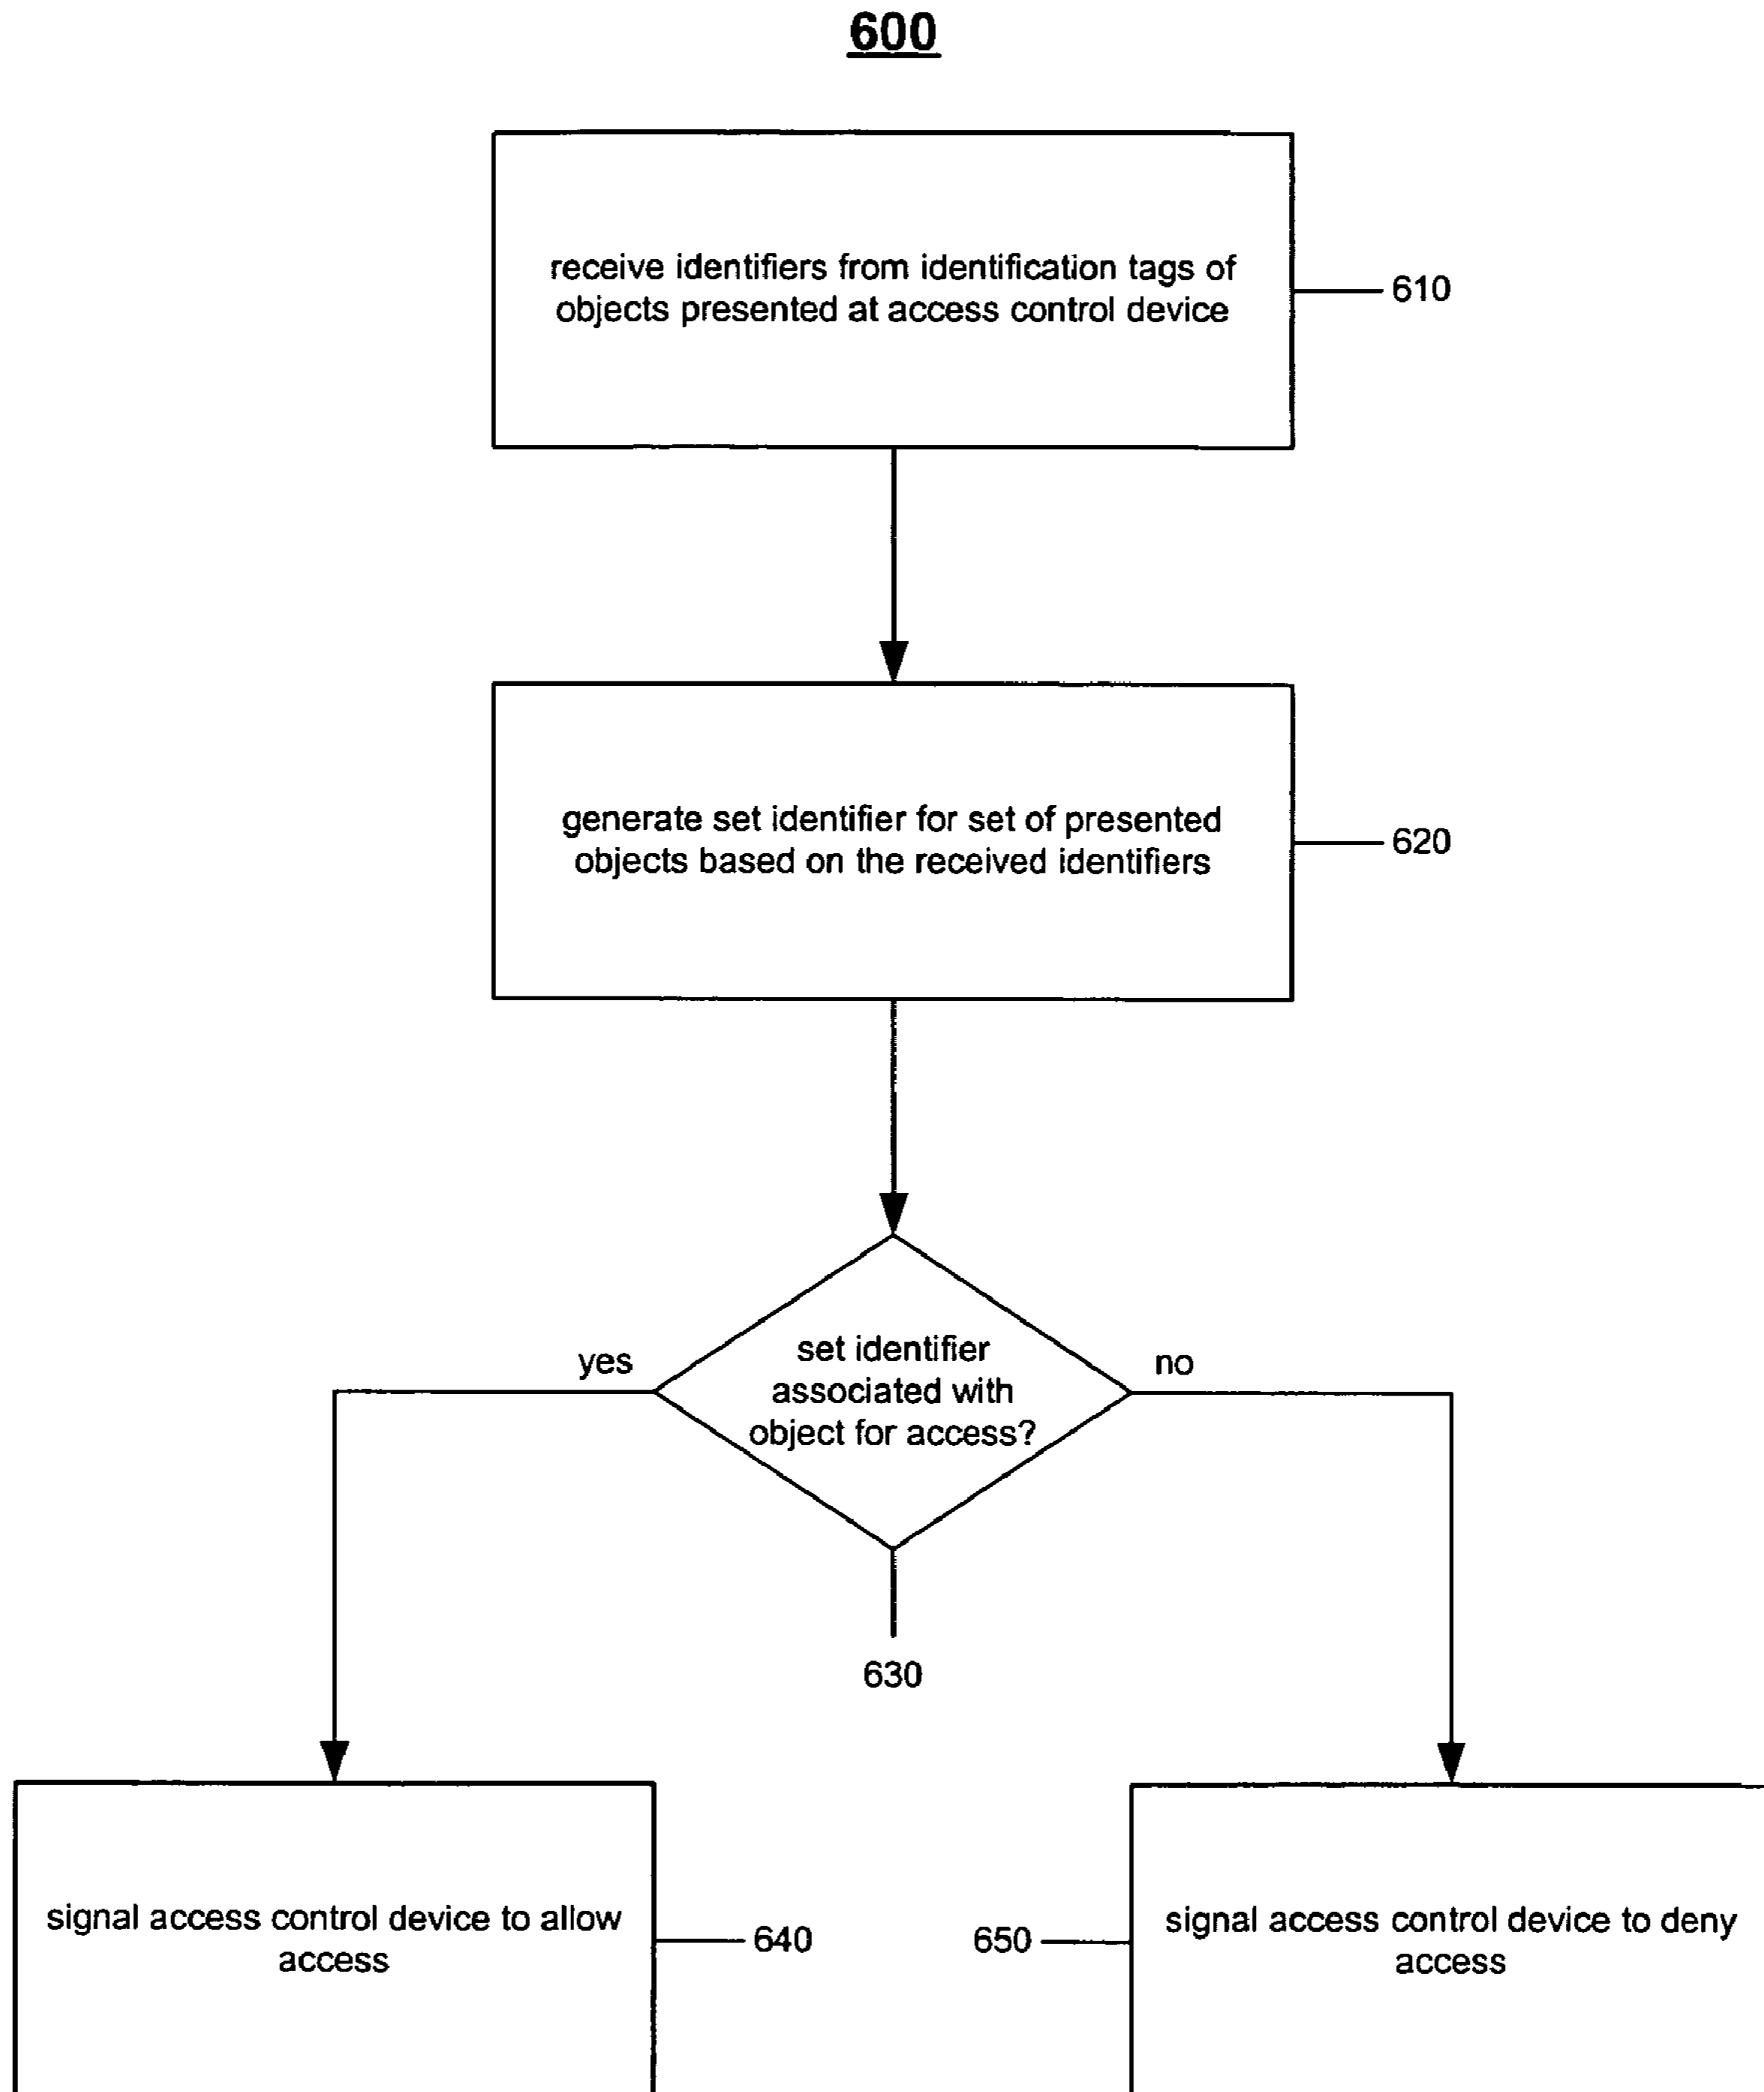 600
receive identifiers from identification tags of
objects presented at access control device
610
generate set identifier for set of presented
objects based on the received identifiers
620
yes
set identifier
associated with
object for access?
no
630
signal access control device to allow
access
640
650
signal access control device to deny
access